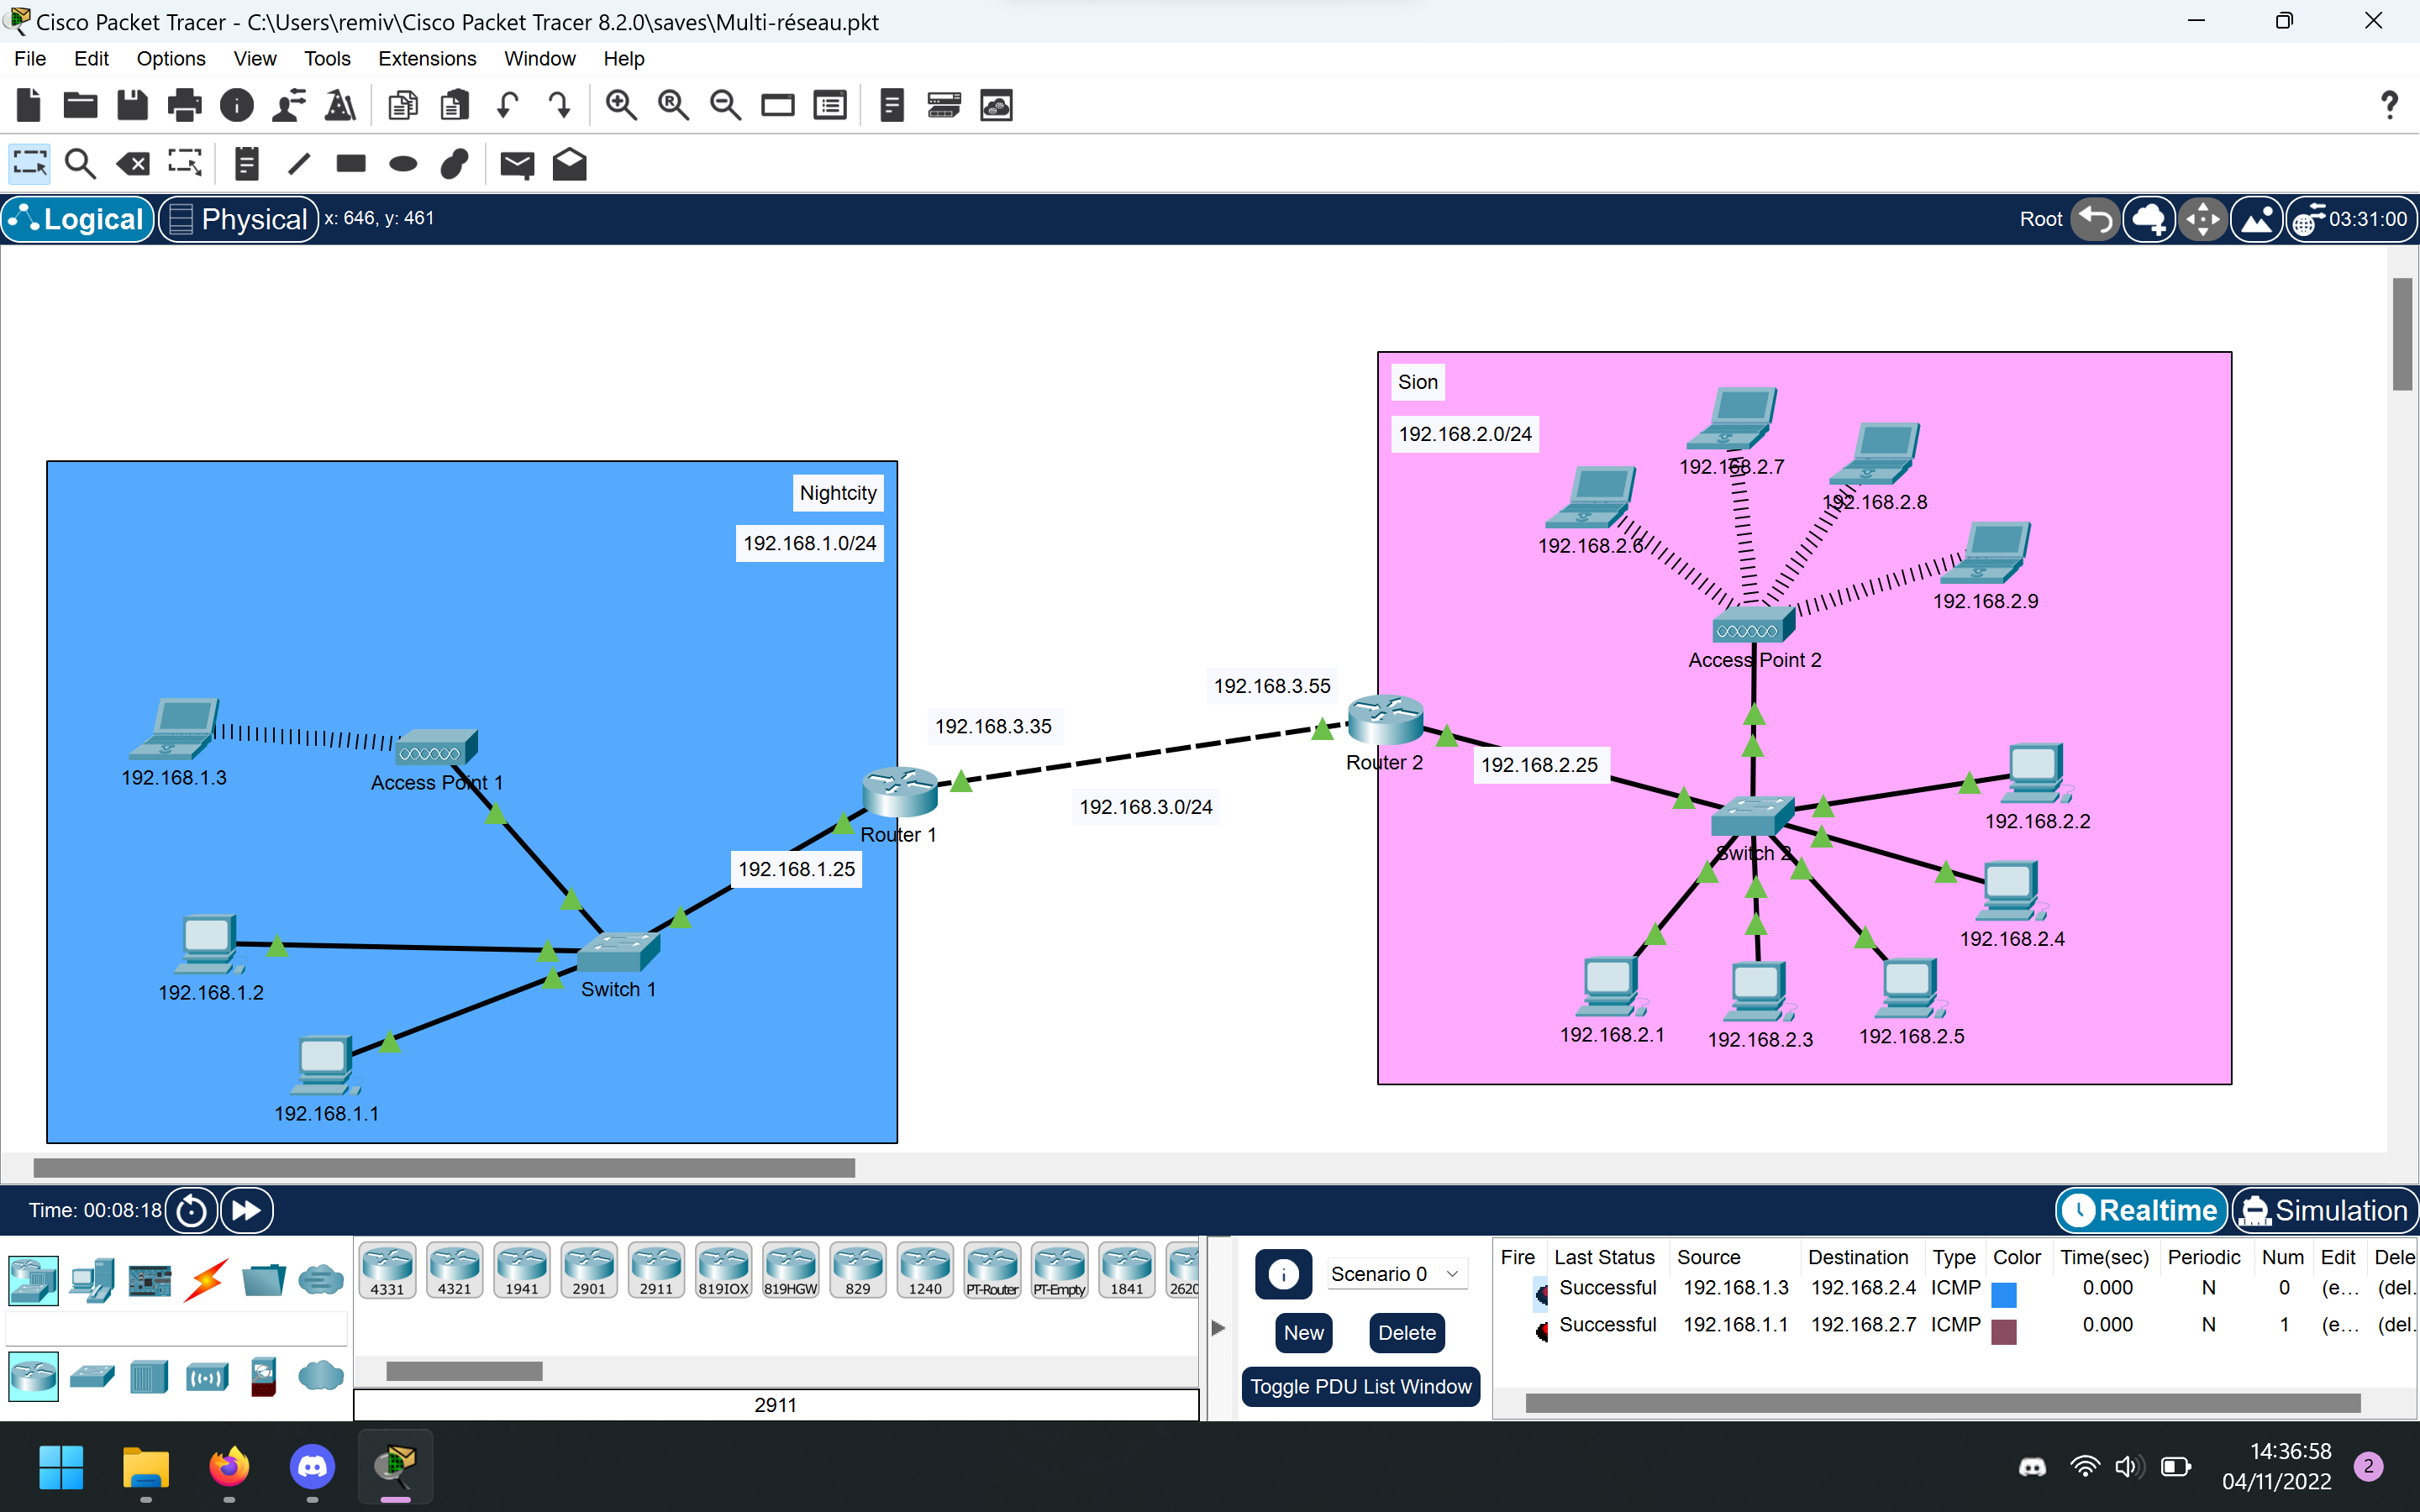 Cisco Packet Tracer - C:\Users\remiv\Cisco Packet Tracer 8.2.0\saves\Multi-réseau.pkt
File Edit Options View Tools Extensions Window Help
Logical Physical x: 646, y: 461 Root 03:31:00
Sion
192.168.2.0/24
192.168.2.7
192.168.2.8
192.168.2.6
192.168.2.9
Access Point 2
Nightcity
192.168.1.0/24
192.168.3.55
192.168.3.35
Router 2
192.168.2.25
192.168.3.0/24
192.168.1.3
Access Point 1
Router 1
192.168.1.25
192.168.2.2
Switch 2
192.168.2.4
192.168.1.2
Switch 1
192.168.2.1
192.168.2.3
192.168.2.5
192.168.1.1
Time: 00:08:18 Realtime Simulation
4331 4321 1941 2901 2911 819IOX 819HGW 829 1240 PT-Router PT-Empty 1841 2620
2911
Scenario 0
New Delete
Toggle PDU List Window
Fire Last Status Source Destination Type Color Time(sec) Periodic Num Edit Dele
Successful 192.168.1.3 192.168.2.4 ICMP 0.000 N 0 (e... (del.
Successful 192.168.1.1 192.168.2.7 ICMP 0.000 N 1 (e... (del.
14:36:58
04/11/2022
2